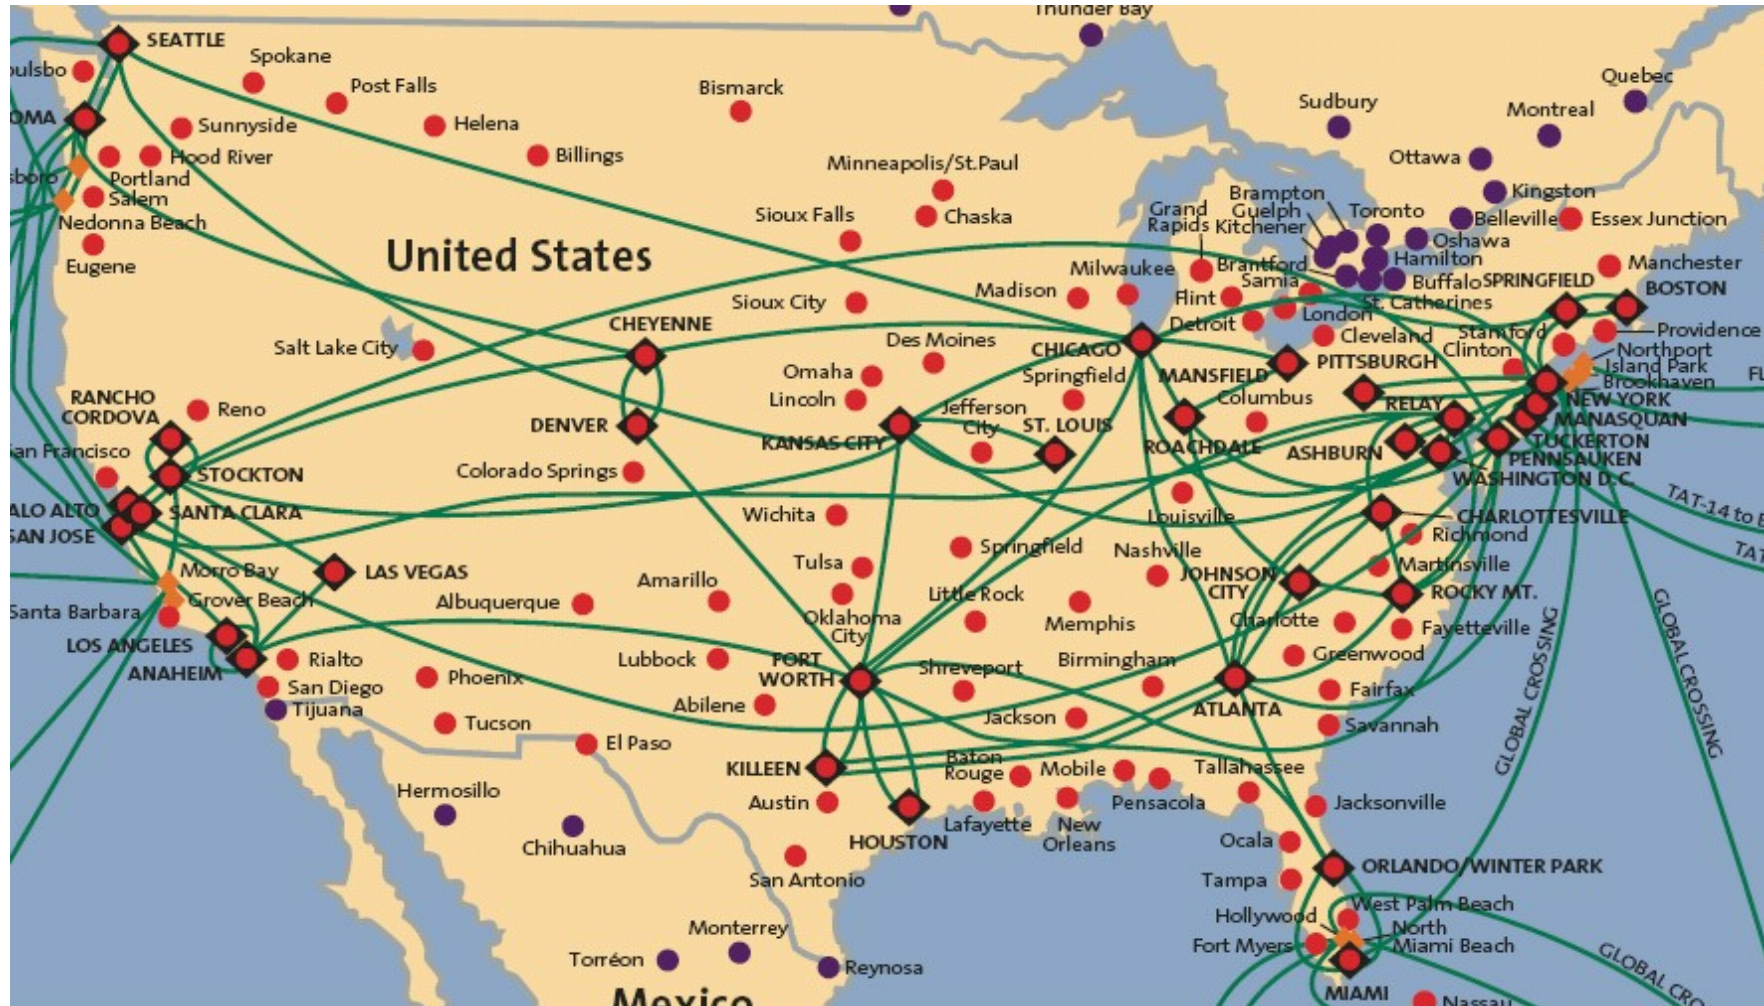 Thunder Bay
SEATTLE
Spokane
oulsbo
Post Falls
Bismarck
Quebec
Sudbury
Montreal
OMA
Sunnyside
Helena
Hood River
Billings
Minneapolis/St.Paul
Ottawa
sboro
Portland
Salem
Nedonna Beach
Eugene
Sioux Falls
Chaska
Brampton
Guelph
Kitchener
Grand
Rapids
Toronto
Kingston
Belleville
Essex Junction
United States
Oshawa
Hamilton
Milwaukee
Brantford
Samia
Buffalo
SPRINGFIELD
Manchester
BOSTON
Sioux City
Madison
Flint
St. Catherines
London
Detroit
CHEYENNE
Cleveland
Stamford
Providence
Salt Lake City
Des Moines
CHICAGO
Clinton
Northport
Island Park
Brookhaven
FL
Omaha
Springfield
MANSFIELD
PITTSBURGH
RANCHO
CORDOVA
Reno
Lincoln
Jefferson
City
ST. LOUIS
Columbus
RELAY
NEW YORK
MANASQUAN
DENVER
KANSAS CITY
ROACHDALE
ASHBURN
TUCKERTON
PENNSAUKEN
WASHINGTON D.C.
San Francisco
STOCKTON
Colorado Springs
ALO ALTO
SANTA CLARA
SAN JOSE
Wichita
Louisville
CHARLOTTESVILLE
Richmond
TAT-14 to E
TAT
Morro Bay
Grover Beach
LAS VEGAS
Tulsa
Springfield
Nashville
Martinsville
Santa Barbara
Albuquerque
Amarillo
Oklahoma
City
Little Rock
Memphis
JOHNSON
CITY
ROCKY MT.
Charlotte
Fayetteville
LOS ANGELES
ANAHEIM
Rialto
San Diego
Tijuana
Phoenix
Tucson
Lubbock
Abilene
FORT
WORTH
Shreveport
Birmingham
Greenwood
Fairfax
ATLANTA
Savannah
GLOBAL CROSSING
GLOBAL CROSSING
El Paso
Jackson
KILLEEN
Baton
Rouge
Mobile
Tallahassee
Hermosillo
Chihuahua
Austin
HOUSTON
Lafayette
New
Orleans
Pensacola
Jacksonville
San Antonio
Ocala
Tampa
ORLANDO/WINTER PARK
West Palm Beach
Hollywood
North
Miami Beach
Fort Myers
Monterrey
Torréon
Reynosa
GLOBAL CRO
MIAMI
Nassau
Mexico